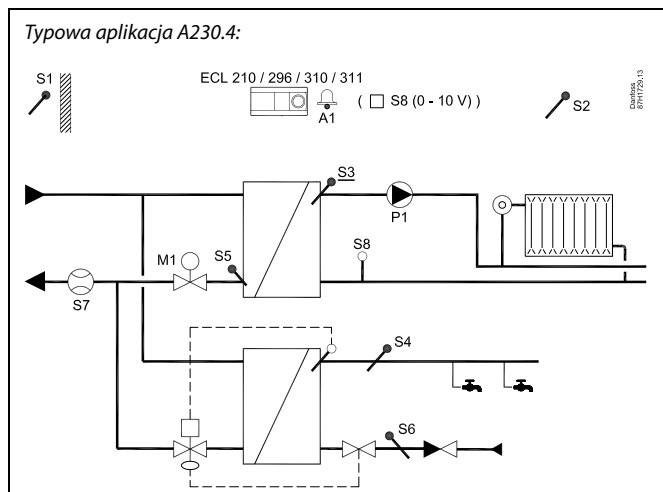 Typowa aplikacja A230.4:
S1
ECL 210 / 296 / 310 / 311
A1
( □ S8 (0 - 10 V) )
S2
Danfoss
87H1729.13
S3
P1
M1
S5
S8
S7
S4
S6